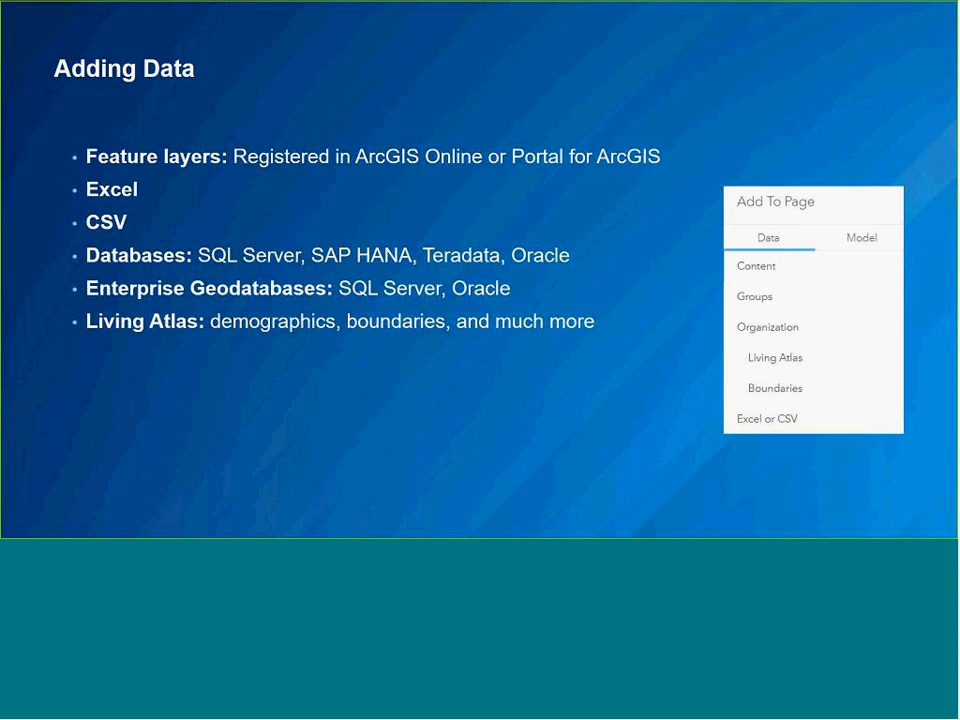 Adding Data
• Feature layers: Registered in ArcGIS Online or Portal for ArcGIS
• Excel
• CSV
• Databases: SQL Server, SAP HANA, Teradata, Oracle
• Enterprise Geodatabases: SQL Server, Oracle
• Living Atlas: demographics, boundaries, and much more
Add To Page
Data Model
Content
Groups
Organization
Living Atlas
Boundaries
Excel or CSV